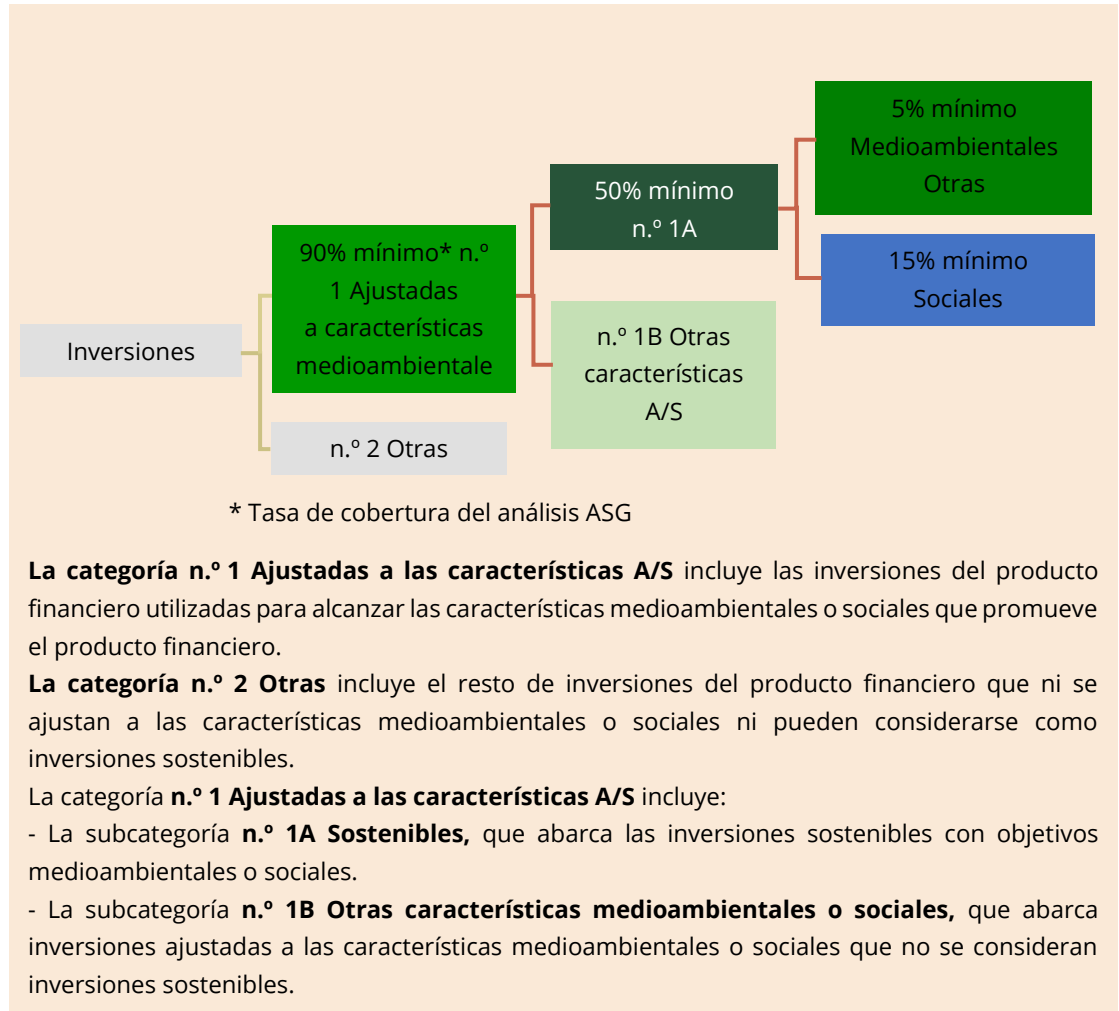 5% mínimo
Medioambientales
Otras
50% mínimo
n.º 1A
90% mínimo* n.º
1 Ajustadas
a características
medioambientale
15% mínimo
Sociales
Inversiones
n.º 1B Otras
características
A/S
n.º 2 Otras
* Tasa de cobertura del análisis ASG
La categoría n.º 1 Ajustadas a las características A/S incluye las inversiones del producto
financiero utilizadas para alcanzar las características medioambientales o sociales que promueve
el producto financiero.
La categoría n.º 2 Otras incluye el resto de inversiones del producto financiero que ni se
ajustan a las características medioambientales o sociales ni pueden considerarse como
inversiones sostenibles.
La categoría n.º 1 Ajustadas a las características A/S incluye:
- La subcategoría n.º 1A Sostenibles, que abarca las inversiones sostenibles con objetivos
medioambientales o sociales.
- La subcategoría n.º 1B Otras características medioambientales o sociales, que abarca
inversiones ajustadas a las características medioambientales o sociales que no se consideran
inversiones sostenibles.